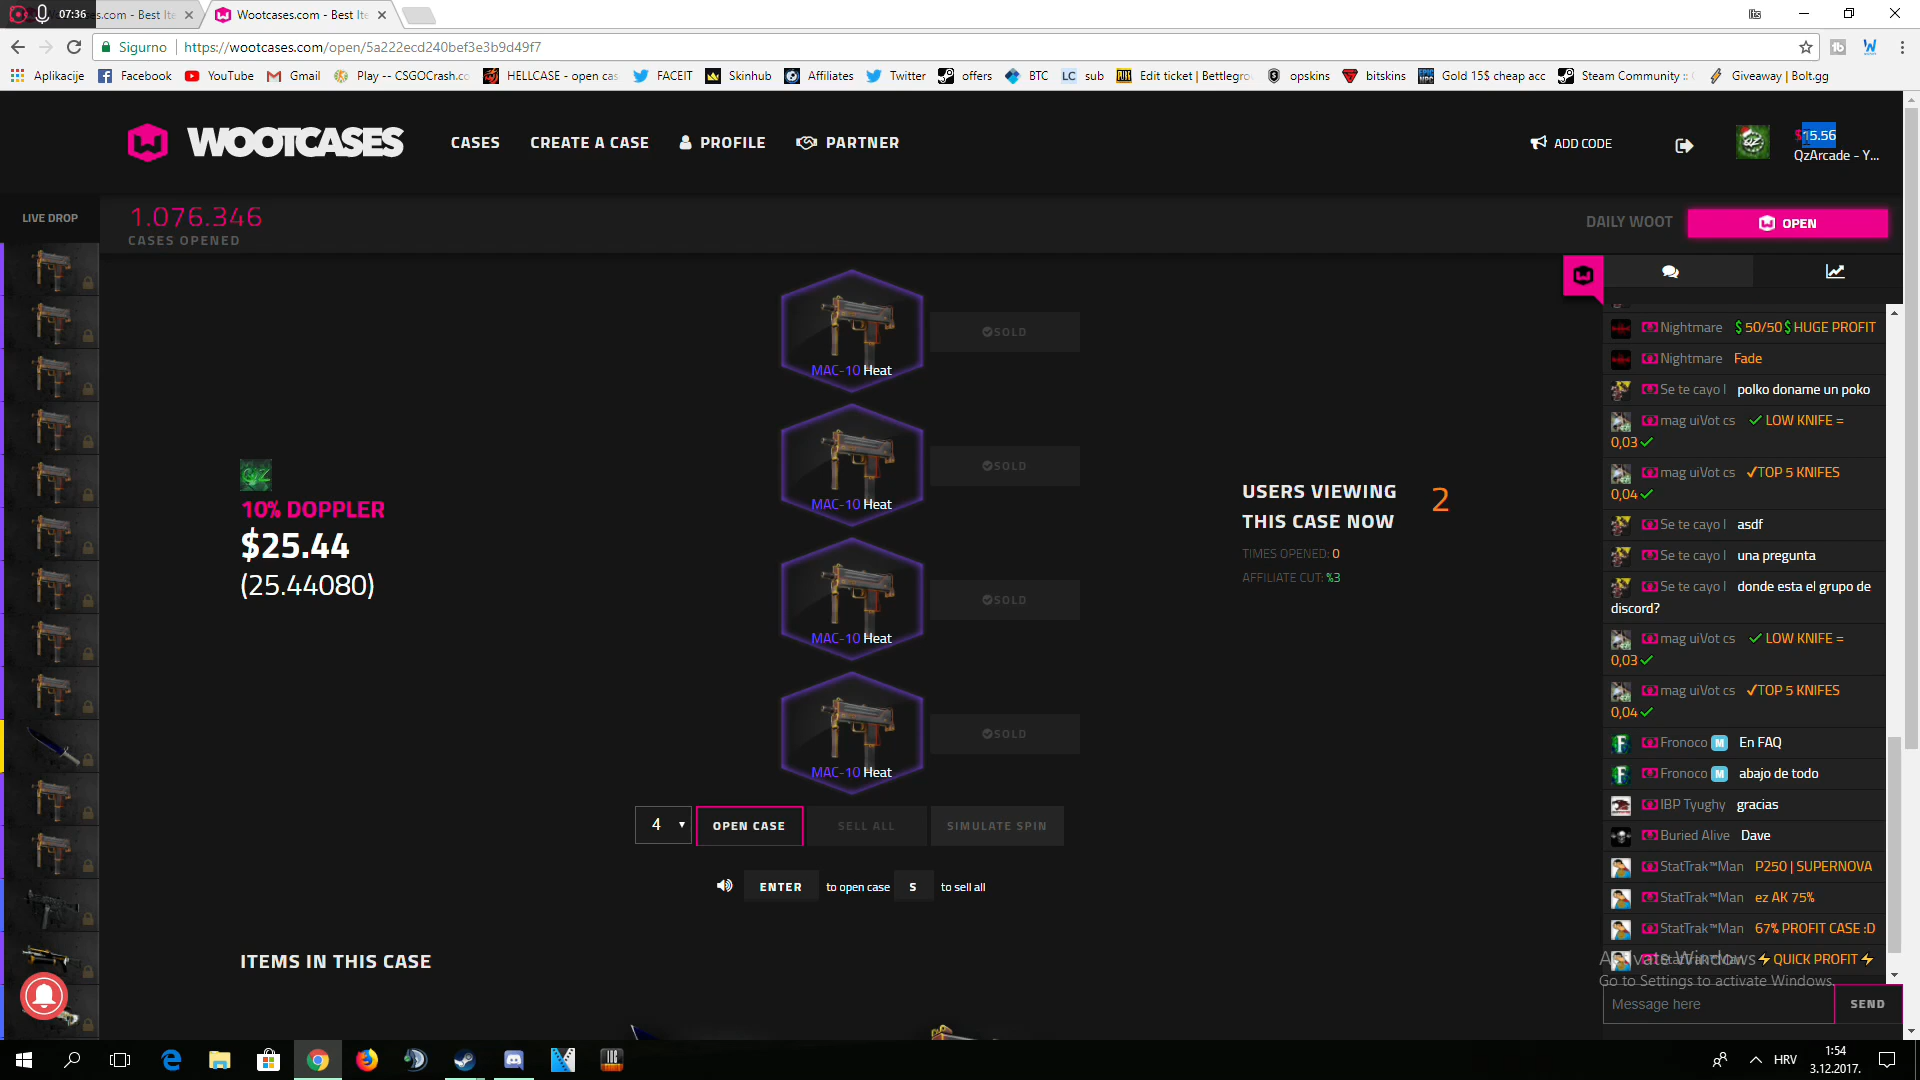 07:36
s.com - Best Ite
Wootcases.com - Best Ite
Sigurno
https://wootcases.com/open/5a222ecd240bef3e3b9d49f7
Aplikacije
Facebook
YouTube
Gmail
Play -- CSGOCrash.co
HELLCASE - open cas
FACEIT
Skinhub
Affiliates
Twitter
offers
BTC
LC sub
Edit ticket | Bettlegro
opskins
bitskins
Gold 15$ cheap acc
Steam Community ::
Giveaway | Bolt.gg
WOOTCASES
CASES
CREATE A CASE
PROFILE
PARTNER
ADD CODE
$15.56
QzArcade - Y...
LIVE DROP
1.076.346
CASES OPENED
DAILY WOOT
OPEN
MAC-10 Heat
SOLD
MAC-10 Heat
SOLD
MAC-10 Heat
SOLD
MAC-10 Heat
SOLD
10% DOPPLER
$25.44
(25.44080)
USERS VIEWING
THIS CASE NOW
2
TIMES OPENED: 0
AFFILIATE CUT: %3
4
OPEN CASE
SELL ALL
SIMULATE SPIN
ENTER to open case S to sell all
ITEMS IN THIS CASE
Nightmare $50/50$HUGE PROFIT
Nightmare Fade
Se te cayo l polko doname un poko
mag uiVot cs ✓ LOW KNIFE =
0,03✓
mag uiVot cs ✓TOP 5 KNIFES
0,04✓
Se te cayo l asdf
Se te cayo l una pregunta
Se te cayo l donde esta el grupo de
discord?
mag uiVot cs ✓ LOW KNIFE =
0,03✓
mag uiVot cs ✓TOP 5 KNIFES
0,04✓
Fronoco M En FAQ
Fronoco M abajo de todo
IBP Tyughy gracias
Buried Alive Dave
StatTrak™Man P250 | SUPERNOVA
StatTrak™Man ez AK 75%
StatTrak™Man 67% PROFIT CASE :D
StatTrak™Man ⚡QUICK PROFIT⚡
Activate Windows
Go to Settings to activate Windows.
Message here
SEND
HRV
1:54
3.12.2017.